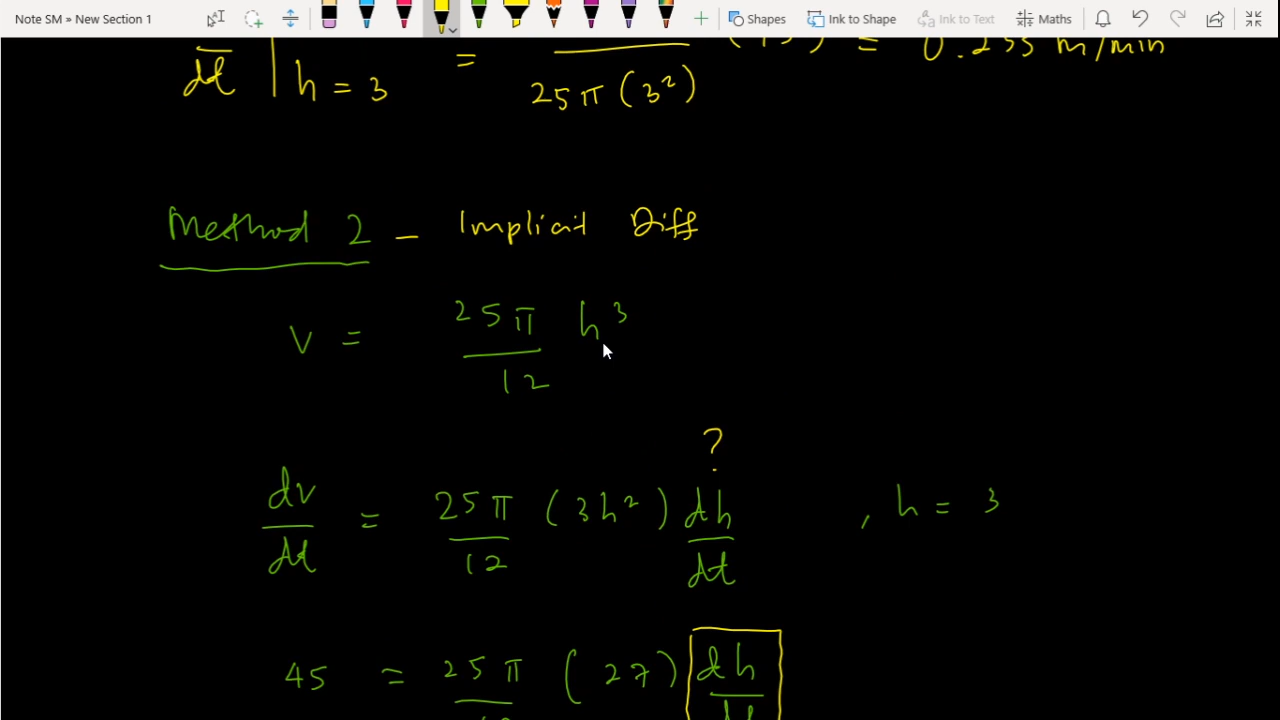 Note SM » New Section 1 Shapes Ink to Shape Ink to Text Maths
dt | h = 3 = 25π (3²) = 0.255 m/min
Method 2 – Implicit Diff
V = 25π/12 h³
?
dv/dt = 25π/12 (3h²) dh/dt , h = 3
45 = 25π (27) dh